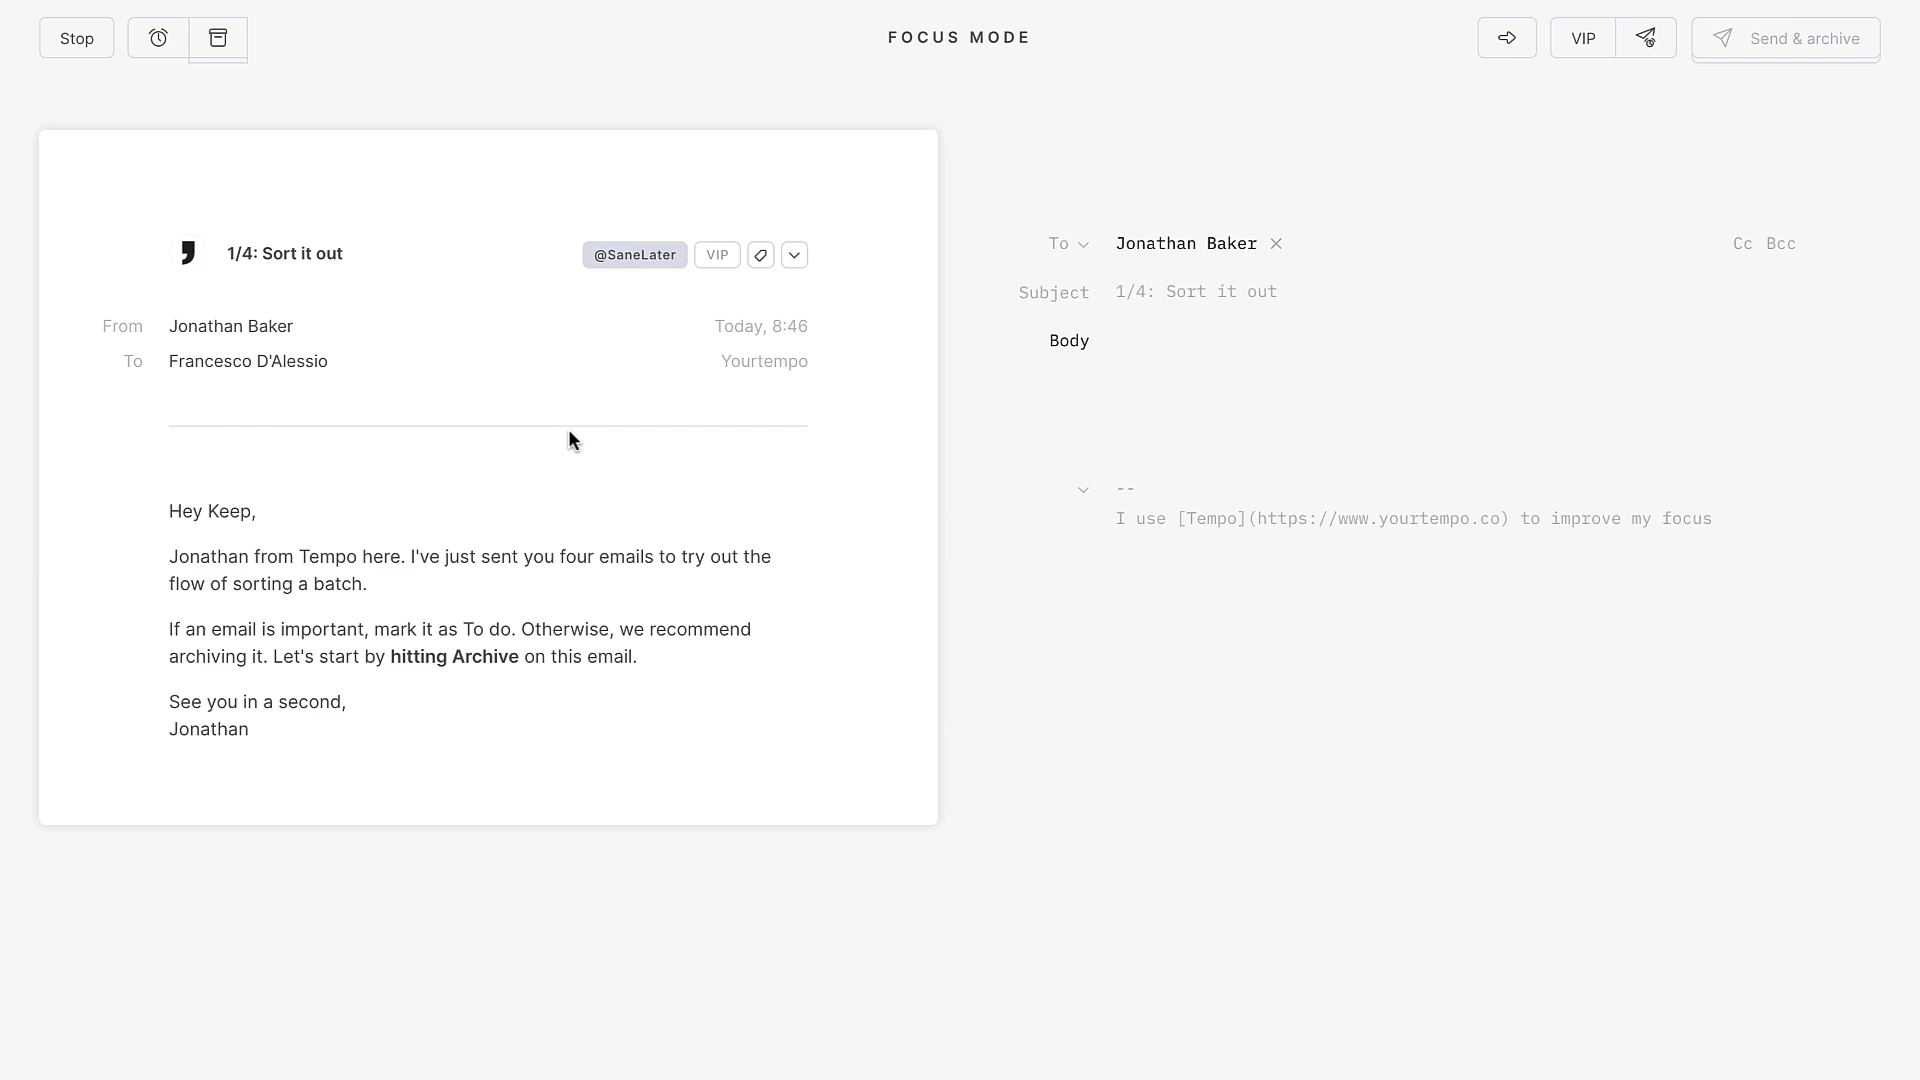 Stop
FOCUS MODE
VIP
Send & archive
1/4: Sort it out
@SaneLater
VIP
From
Jonathan Baker
Today, 8:46
To
Francesco D'Alessio
Yourtempo
Hey Keep,
Jonathan from Tempo here. I've just sent you four emails to try out the
flow of sorting a batch.
If an email is important, mark it as To do. Otherwise, we recommend
archiving it. Let's start by hitting Archive on this email.
See you in a second,
Jonathan
To
Jonathan Baker
Cc Bcc
Subject
1/4: Sort it out
Body
--
I use [Tempo](https://www.yourtempo.co) to improve my focus